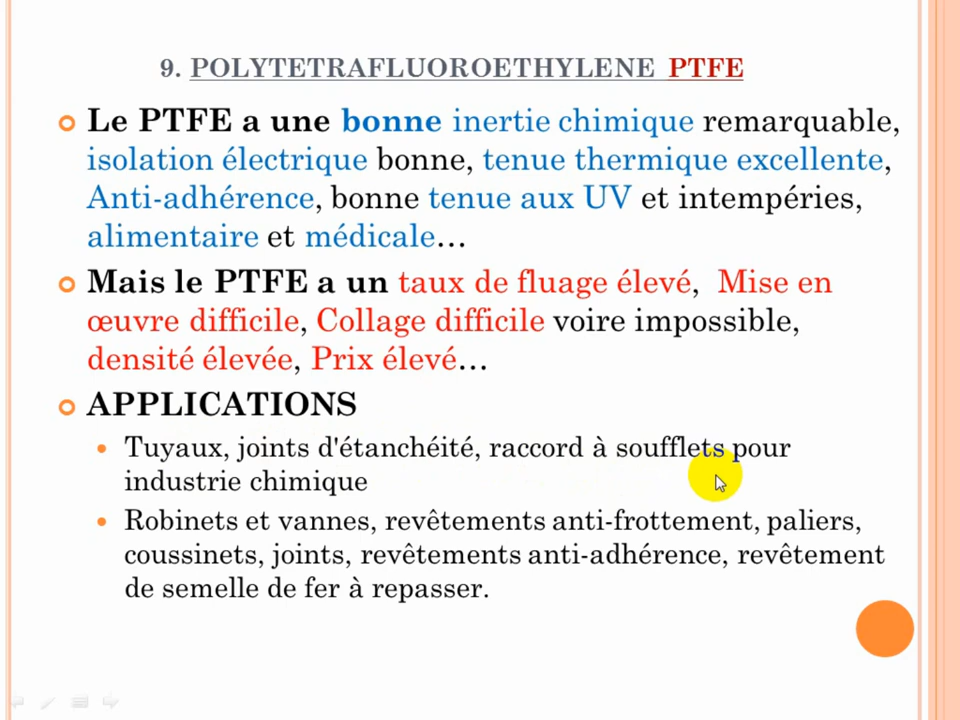 9. POLYTETRAFLUOROETHYLENE PTFE
Le PTFE a une bonne inertie chimique remarquable,
isolation électrique bonne, tenue thermique excellente,
Anti-adhérence, bonne tenue aux UV et intempéries,
alimentaire et médicale…
Mais le PTFE a un taux de fluage élevé, Mise en
œuvre difficile, Collage difficile voire impossible,
densité élevée, Prix élevé…
APPLICATIONS
Tuyaux, joints d'étanchéité, raccord à soufflets pour
industrie chimique
Robinets et vannes, revêtements anti-frottement, paliers,
coussinets, joints, revêtements anti-adhérence, revêtement
de semelle de fer à repasser.